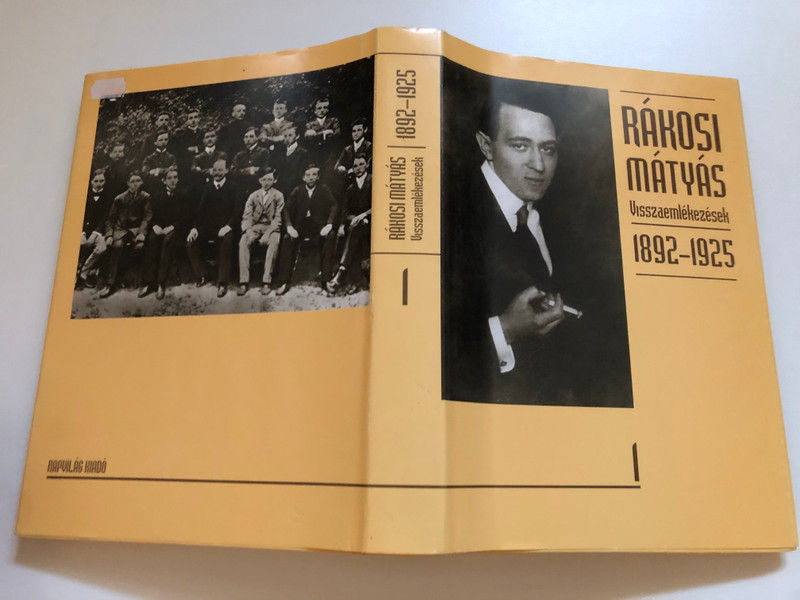 RÁKOSI
MÁTYÁS
Visszaemlékezések
1892–1925
1
RÁKOSI MÁTYÁS
Visszaemlékezések
1892–1925
1
NAPVILÁG KIADÓ